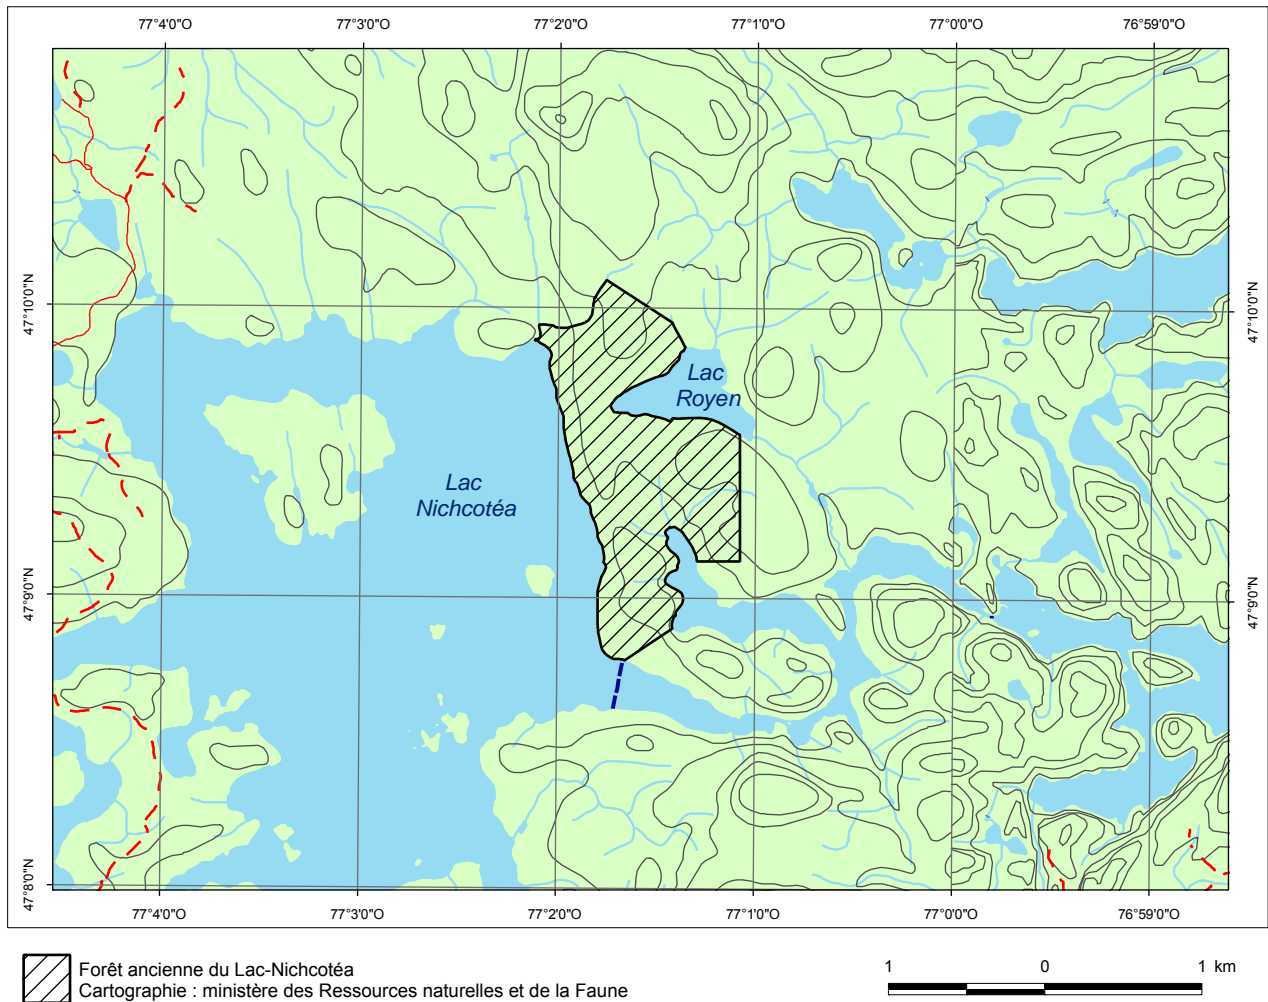 77°4'0"O 77°3'0"O 77°2'0"O 77°1'0"O 77°0'0"O 76°59'0"O
47°10'0"N 47°10'0"N
Lac
Royen
Lac
Nichcotéa
47°9'0"N 47°9'0"N
47°8'0"N
77°4'0"O 77°3'0"O 77°2'0"O 77°1'0"O 77°0'0"O 76°59'0"O
Forêt ancienne du Lac-Nichcotéa
Cartographie : ministère des Ressources naturelles et de la Faune
1 0 1 km